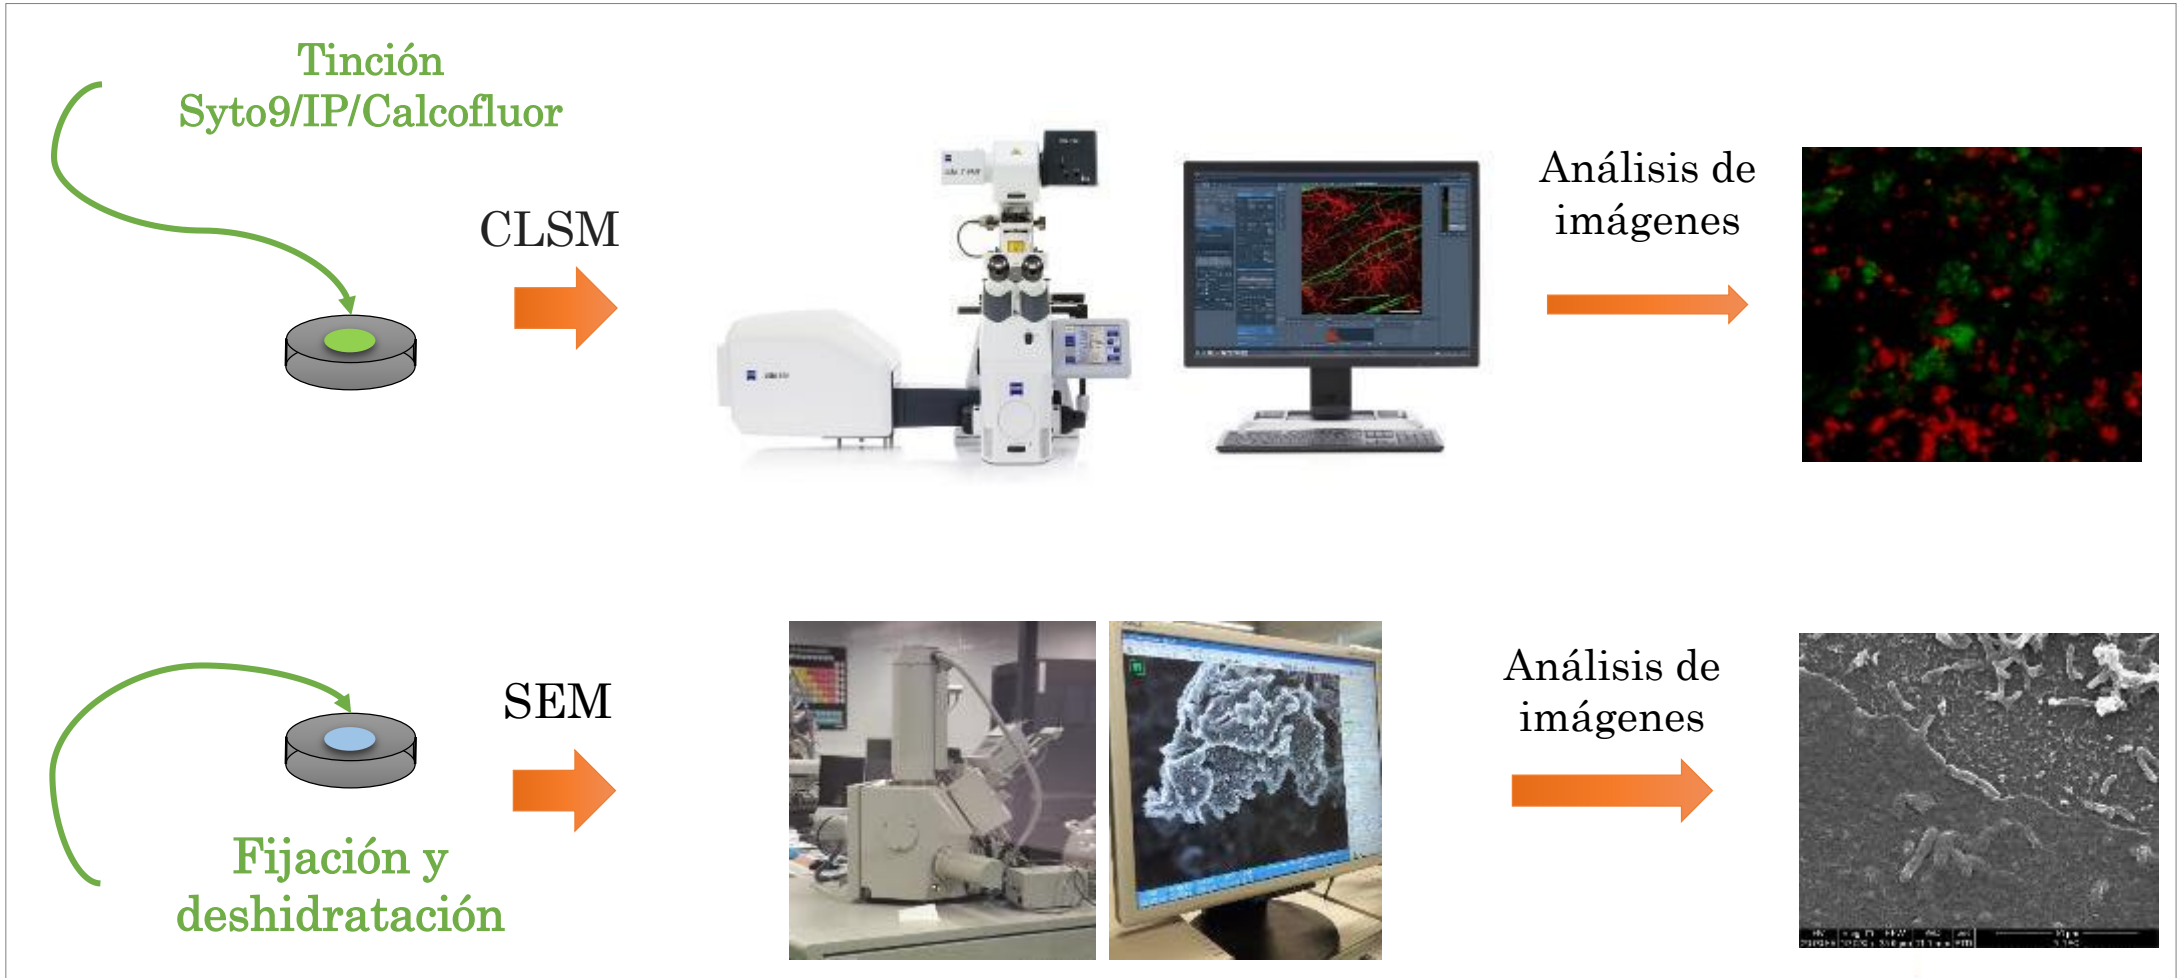 Tinción
Syto9/IP/Calcofluor
CLSM
Análisis de
imágenes
SEM
Análisis de
imágenes
Fijación y
deshidratación